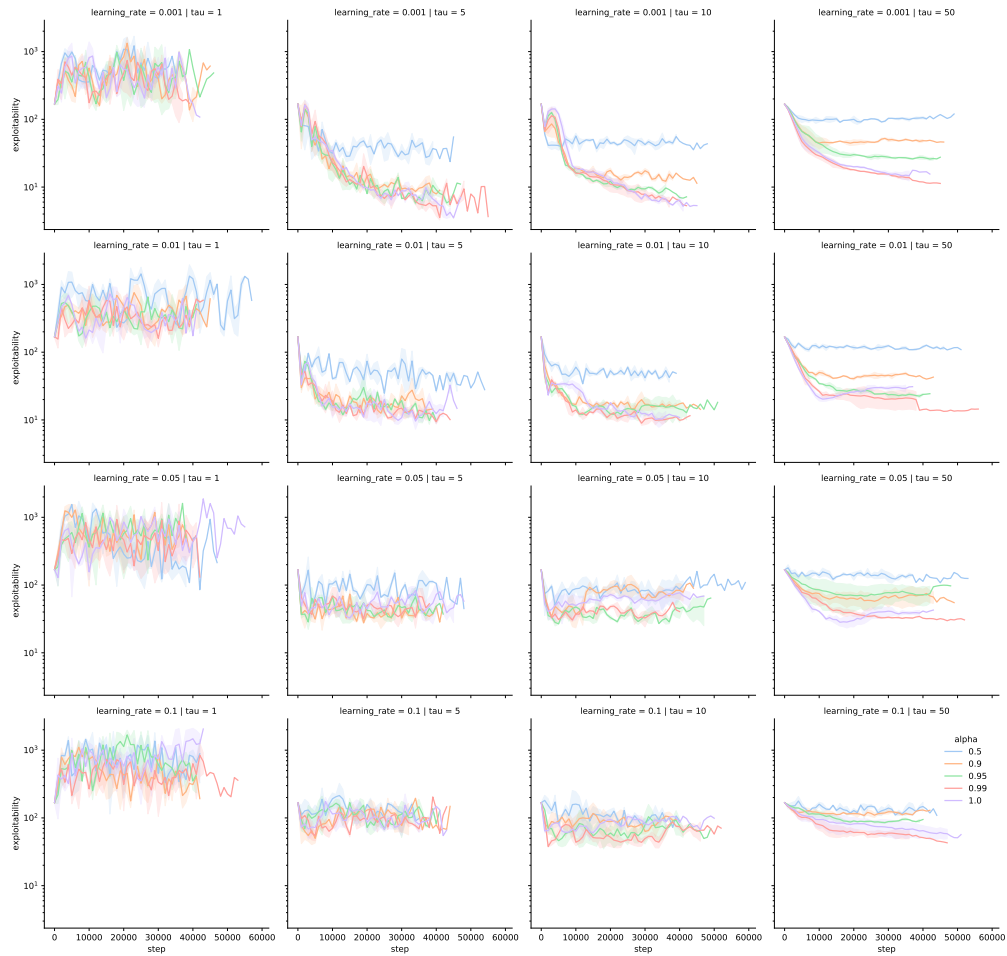 learning_rate = 0.001 | tau = 1
learning_rate = 0.001 | tau = 5
learning_rate = 0.001 | tau = 10
learning_rate = 0.001 | tau = 50
exploitability
10³
10²
10¹
learning_rate = 0.01 | tau = 1
learning_rate = 0.01 | tau = 5
learning_rate = 0.01 | tau = 10
learning_rate = 0.01 | tau = 50
exploitability
10³
10²
10¹
learning_rate = 0.05 | tau = 1
learning_rate = 0.05 | tau = 5
learning_rate = 0.05 | tau = 10
learning_rate = 0.05 | tau = 50
exploitability
10³
10²
10¹
learning_rate = 0.1 | tau = 1
learning_rate = 0.1 | tau = 5
learning_rate = 0.1 | tau = 10
learning_rate = 0.1 | tau = 50
exploitability
10³
10²
10¹
alpha
0.5
0.9
0.95
0.99
1.0
0 10000 20000 30000 40000 50000 60000
0 10000 20000 30000 40000 50000 60000
0 10000 20000 30000 40000 50000 60000
0 10000 20000 30000 40000 50000 60000
step
step
step
step